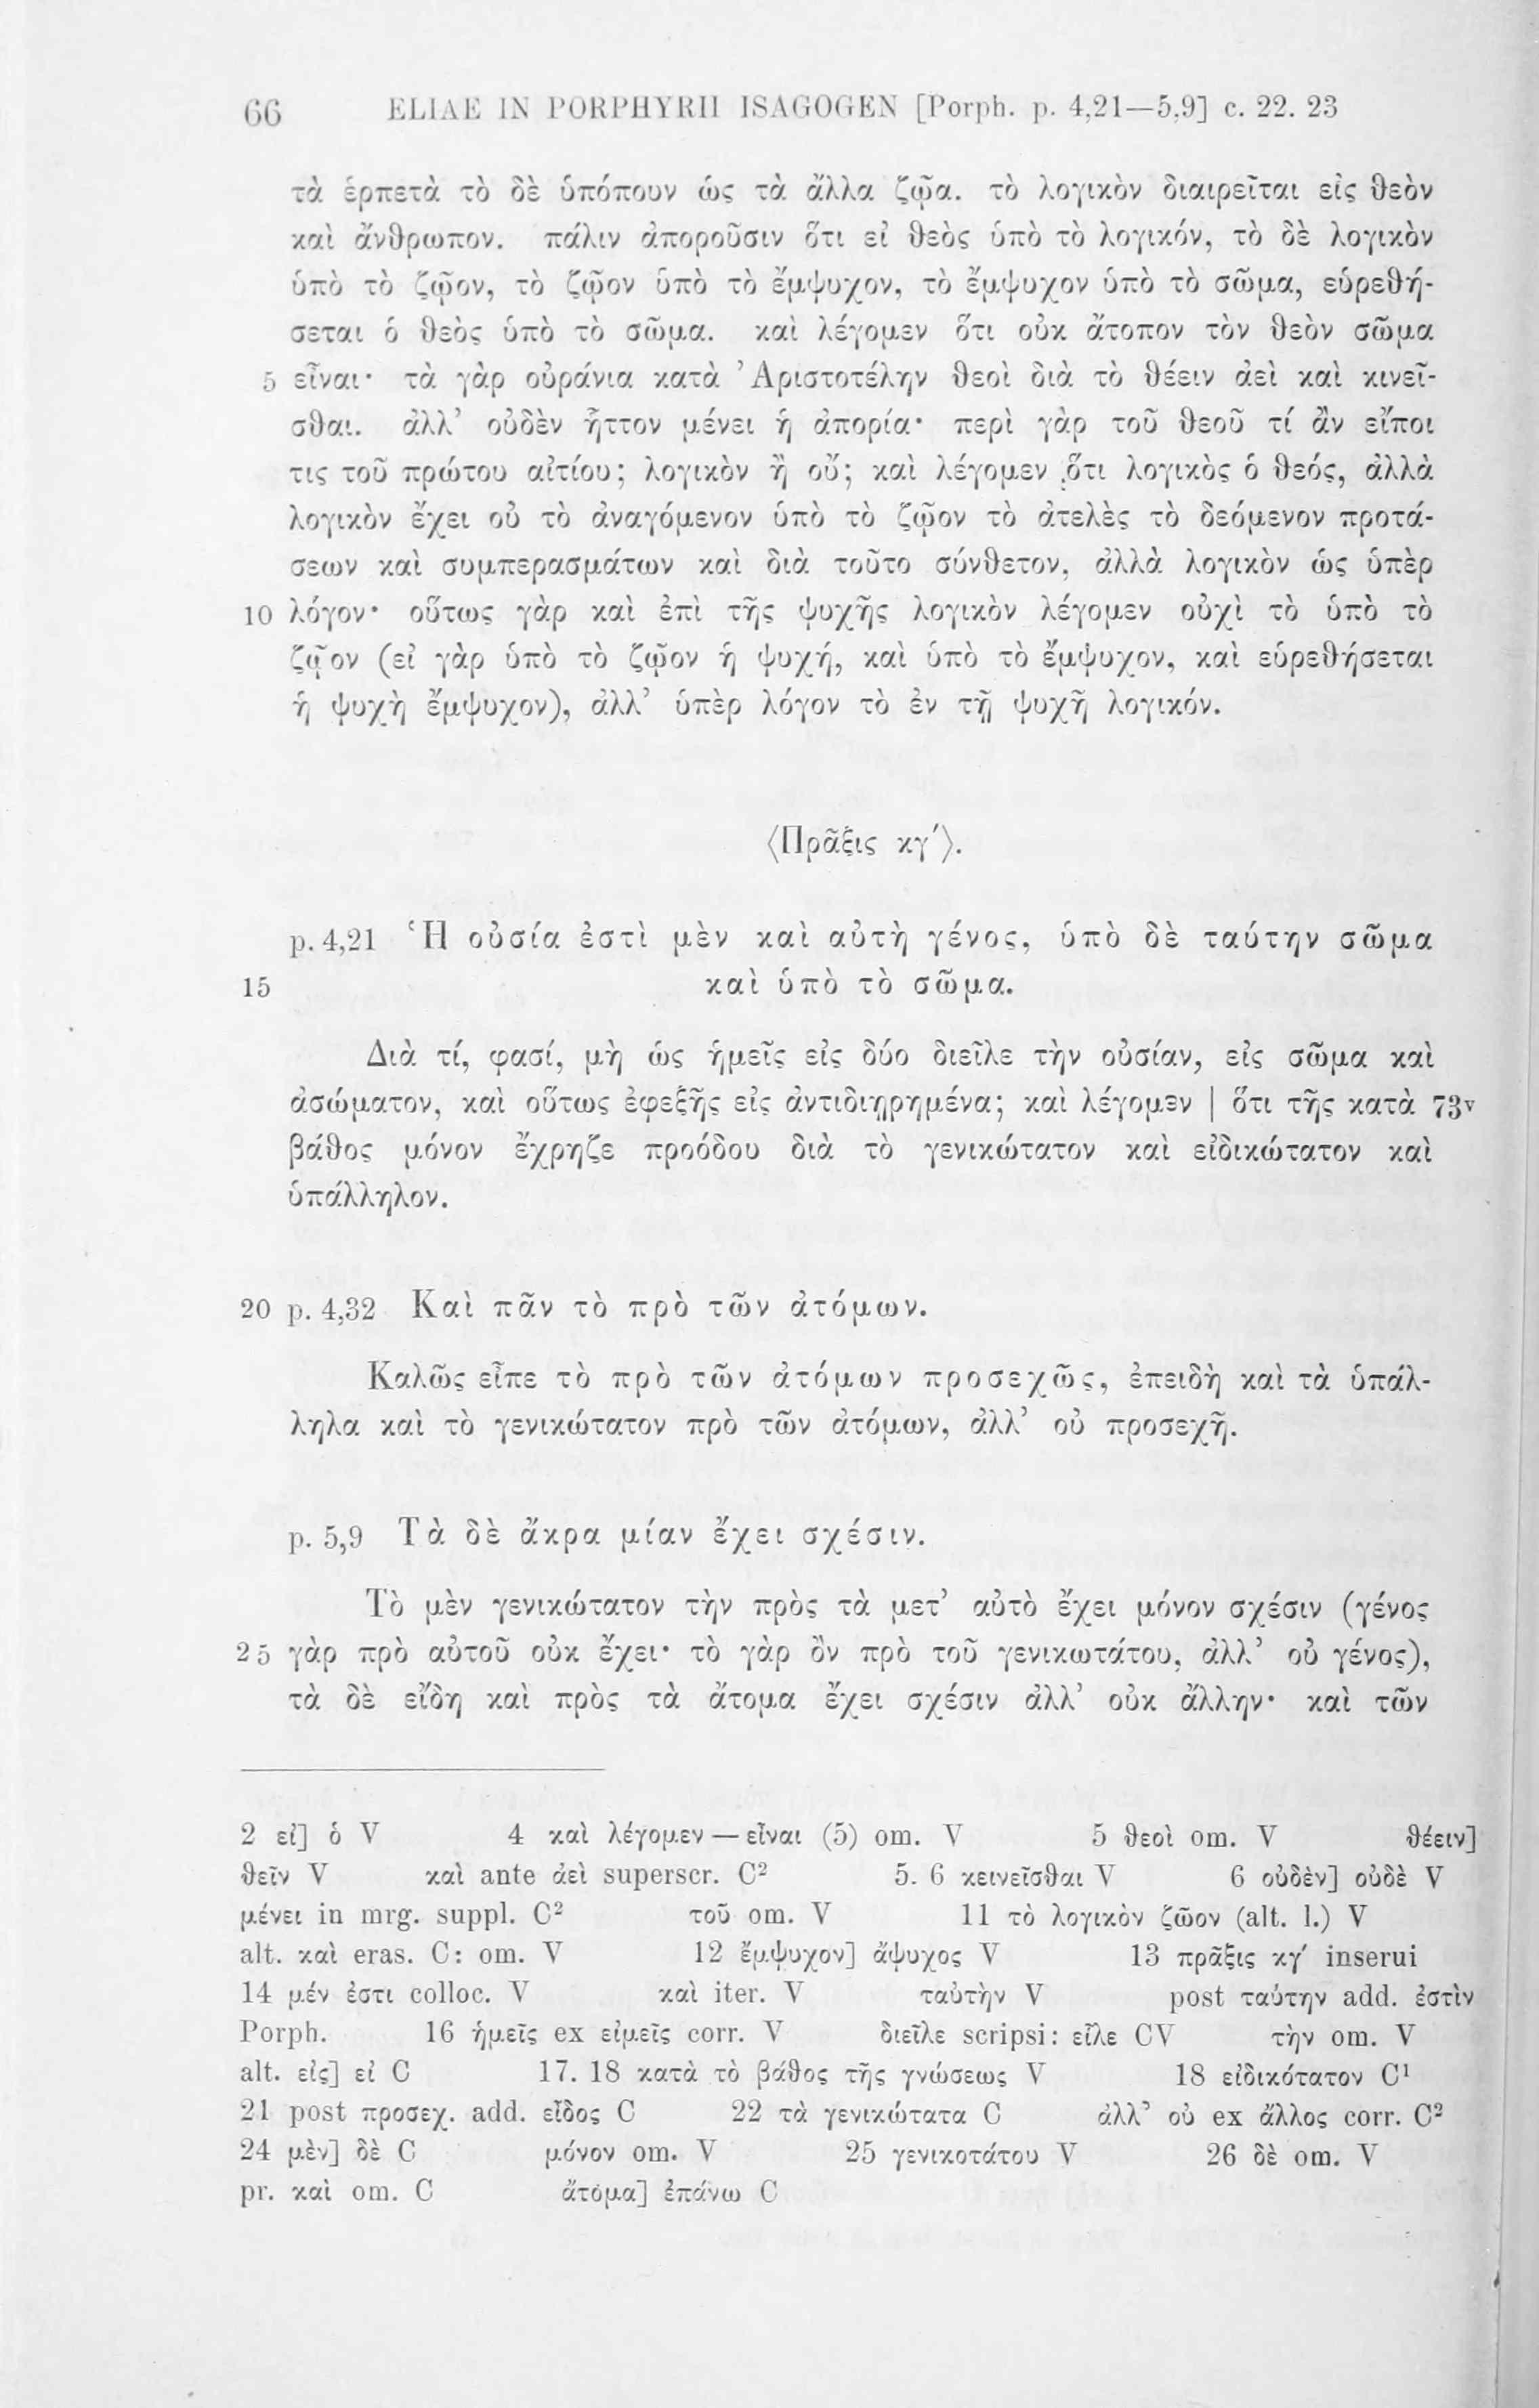 66 ELIAE IN PORPHYRII ISAGOGEN [Porph. p. 4,21—5,9] c. 22. 23
τὰ ἑρπετὰ τὸ δὲ ὑπόπουν ὡς τὰ ἄλλα ζῷα. τὸ λογικὸν διαιρεῖται εἰς θεὸν
καὶ ἄνθρωπον. πάλιν ἀποροῦσιν ὅτι εἰ θεὸς ὑπὸ τὸ λογικόν, τὸ δὲ λογικὸν
ὑπὸ τὸ ζῷον, τὸ ζῷον ὑπὸ τὸ ἔμψυχον, τὸ ἔμψυχον ὑπὸ τὸ σῶμα, εὑρεθή-
σεται ὁ θεὸς ὑπὸ τὸ σῶμα. καὶ λέγομεν ὅτι οὐκ ἄτοπον τὸν θεὸν σῶμα
5 εἶναι· τὰ γὰρ οὐράνια κατὰ Ἀριστοτέλην θεοὶ διὰ τὸ θέειν ἀεὶ καὶ κινεῖ-
σθαι. ἀλλ’ οὐδὲν ἧττον μένει ἡ ἀπορία· περὶ γὰρ τοῦ θεοῦ τί ἂν εἴποι
τις τοῦ πρώτου αἰτίου; λογικὸν ἢ οὔ; καὶ λέγομεν ὅτι λογικὸς ὁ θεός, ἀλλὰ
λογικὸν ἔχει οὐ τὸ ἀναγόμενον ὑπὸ τὸ ζῷον τὸ ἀτελὲς τὸ δεόμενον προτά-
σεων καὶ συμπερασμάτων καὶ διὰ τοῦτο σύνθετον, ἀλλὰ λογικὸν ὡς ὑπὲρ
10 λόγον· οὕτως γὰρ καὶ ἐπὶ τῆς ψυχῆς λογικὸν λέγομεν οὐχὶ τὸ ὑπὸ τὸ
ζῷον (εἰ γὰρ ὑπὸ τὸ ζῷον ἡ ψυχή, καὶ ὑπὸ τὸ ἔμψυχον, καὶ εὑρεθήσεται
ἡ ψυχὴ ἔμψυχον), ἀλλ’ ὑπὲρ λόγον τὸ ἐν τῇ ψυχῇ λογικόν.
⟨Πρᾶξις κγʹ⟩.
p. 4,21 Ἡ οὐσία ἐστὶ μὲν καὶ αὐτὴ γένος, ὑπὸ δὲ ταύτην σῶμα
15 καὶ ὑπὸ τὸ σῶμα.
Διὰ τί, φασί, μὴ ὡς ἡμεῖς εἰς δύο διεῖλε τὴν οὐσίαν, εἰς σῶμα καὶ
ἀσώματον, καὶ οὕτως ἐφεξῆς εἰς ἀντιδιῃρημένα; καὶ λέγομεν | ὅτι τῆς κατὰ 73v
βάθος μόνον ἔχρηζε προόδου διὰ τὸ γενικώτατον καὶ εἰδικώτατον καὶ
ὑπάλληλον.
20 p. 4,32 Καὶ πᾶν τὸ πρὸ τῶν ἀτόμων.
Καλῶς εἶπε τὸ πρὸ τῶν ἀτόμων προσεχῶς, ἐπειδὴ καὶ τὰ ὑπάλ-
ληλα καὶ τὸ γενικώτατον πρὸ τῶν ἀτόμων, ἀλλ’ οὐ προσεχῆ.
p. 5,9 Τὰ δὲ ἄκρα μίαν ἔχει σχέσιν.
Τὸ μὲν γενικώτατον τὴν πρὸς τὰ μετ’ αὐτὸ ἔχει μόνον σχέσιν (γένος
25 γὰρ πρὸ αὐτοῦ οὐκ ἔχει· τὸ γὰρ ὂν πρὸ τοῦ γενικωτάτου, ἀλλ’ οὐ γένος),
τὰ δὲ εἴδη καὶ πρὸς τὰ ἄτομα ἔχει σχέσιν ἀλλ’ οὐκ ἄλλην· καὶ τῶν
2 εἰ] ὁ V 4 καὶ λέγομεν — εἶναι (5) om. V 5 θεοὶ om. V θέειν]
θεῖν V καὶ ante ἀεὶ superscr. C² 5. 6 κεινεῖσθαι V 6 οὐδὲν] οὐδὲ V
μένει in mrg. suppl. C² τοῦ om. V 11 τὸ λογικὸν ζῶον (alt. l.) V
alt. καὶ eras. C: om. V 12 ἔμψυχον] ἄψυχος V 13 πρᾶξις κγʹ inserui
14 μέν ἐστι colloc. V καὶ iter. V ταὐτὴν V post ταύτην add. ἐστὶν
Porph. 16 ἡμεῖς ex εἰμεῖς corr. V διεῖλε scripsi: εἷλε CV τὴν om. V
alt. εἰς] εἰ C 17. 18 κατὰ τὸ βάθος τῆς γνώσεως V 18 εἰδικότατον C¹
21 post προσεχ. add. εἶδος C 22 τὰ γενικώτατα C ἀλλ’ οὐ ex ἄλλος corr. C²
24 μὲν] δὲ C μόνον om. V 25 γενικοτάτου V 26 δὲ om. V
pr. καὶ om. C ἄτομα] ἐπάνω C